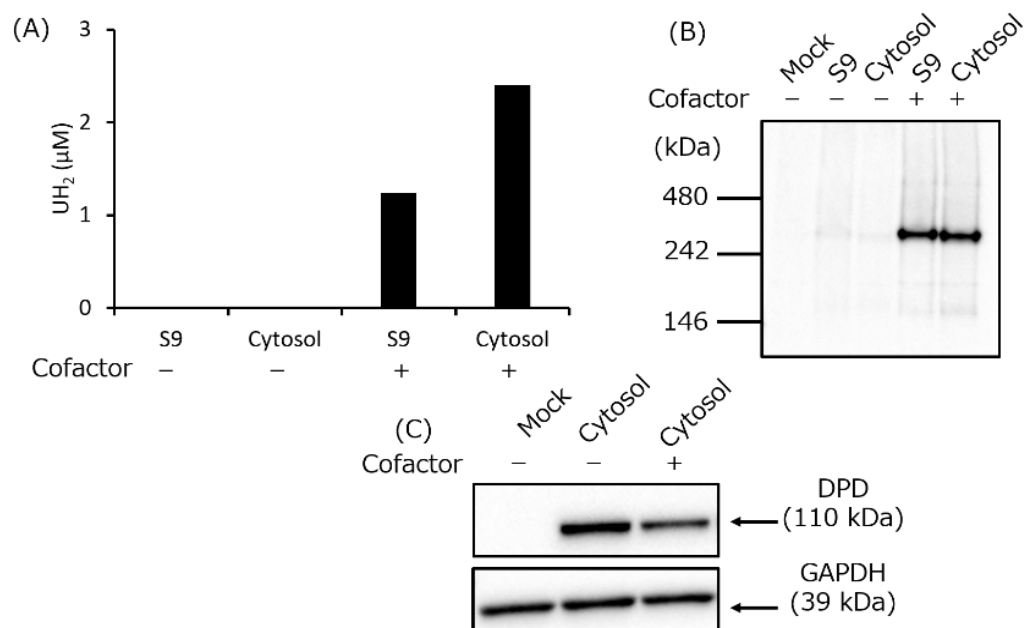 (A)
3
2
1
0
UH₂ (μM)
S9 Cytosol S9 Cytosol
Cofactor − − + +
(B)
Mock S9 Cytosol S9 Cytosol
Cofactor − − − + +
(kDa)
480
242
146
(C)
Mock Cytosol Cytosol
Cofactor − − +
DPD
(110 kDa)
GAPDH
(39 kDa)